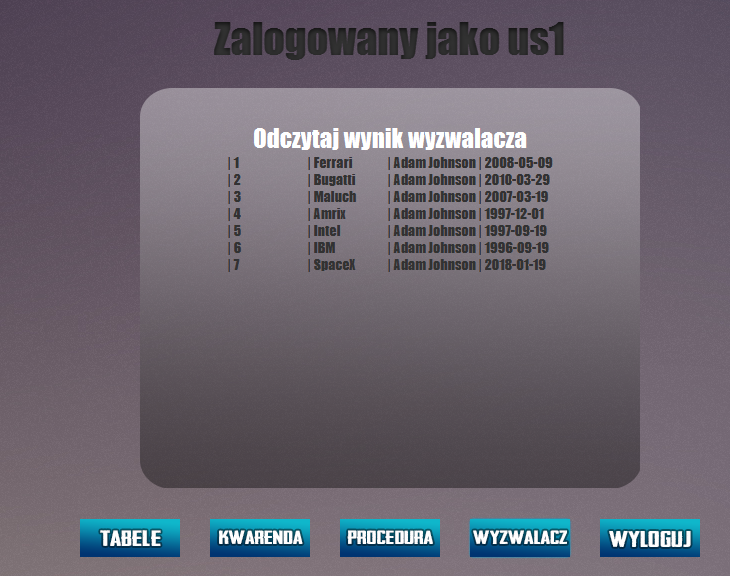 Zalogowany jako us1
Odczytaj wynik wyzwalacza
| 1 | Ferrari | Adam Johnson | 2008-05-09
| 2 | Bugatti | Adam Johnson | 2010-03-29
| 3 | Maluch | Adam Johnson | 2007-03-19
| 4 | Amrix | Adam Johnson | 1997-12-01
| 5 | Intel | Adam Johnson | 1997-09-19
| 6 | IBM | Adam Johnson | 1996-09-19
| 7 | SpaceX | Adam Johnson | 2018-01-19
TABELE KWARENDA PROCEDURA WYZWALACZ WYLOGUJ